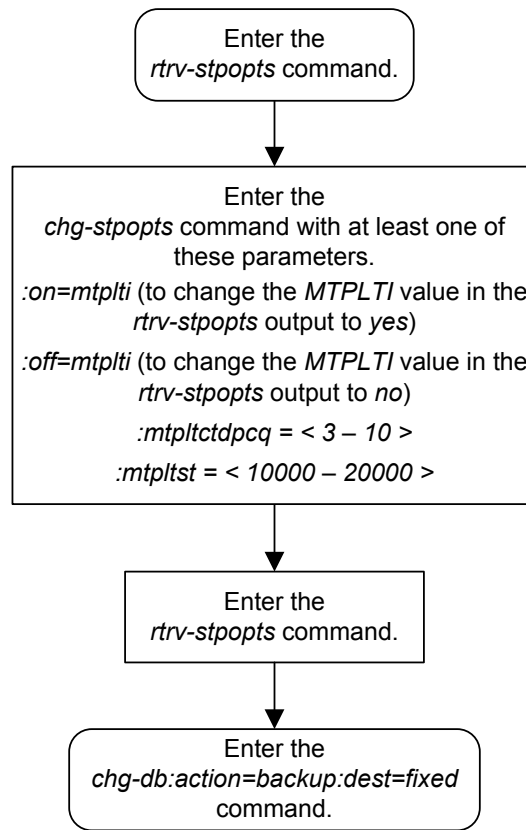 Enter the
rtrv-stpopts command.
Enter the
chg-stpopts command with at least one of
these parameters.
:on=mtplti (to change the MTPLTI value in the
rtrv-stpopts output to yes)
:off=mtplti (to change the MTPLTI value in the
rtrv-stpopts output to no)
:mtpltctdpcq = < 3 – 10 >
:mtpltst = < 10000 – 20000 >
Enter the
rtrv-stpopts command.
Enter the
chg-db:action=backup:dest=fixed
command.